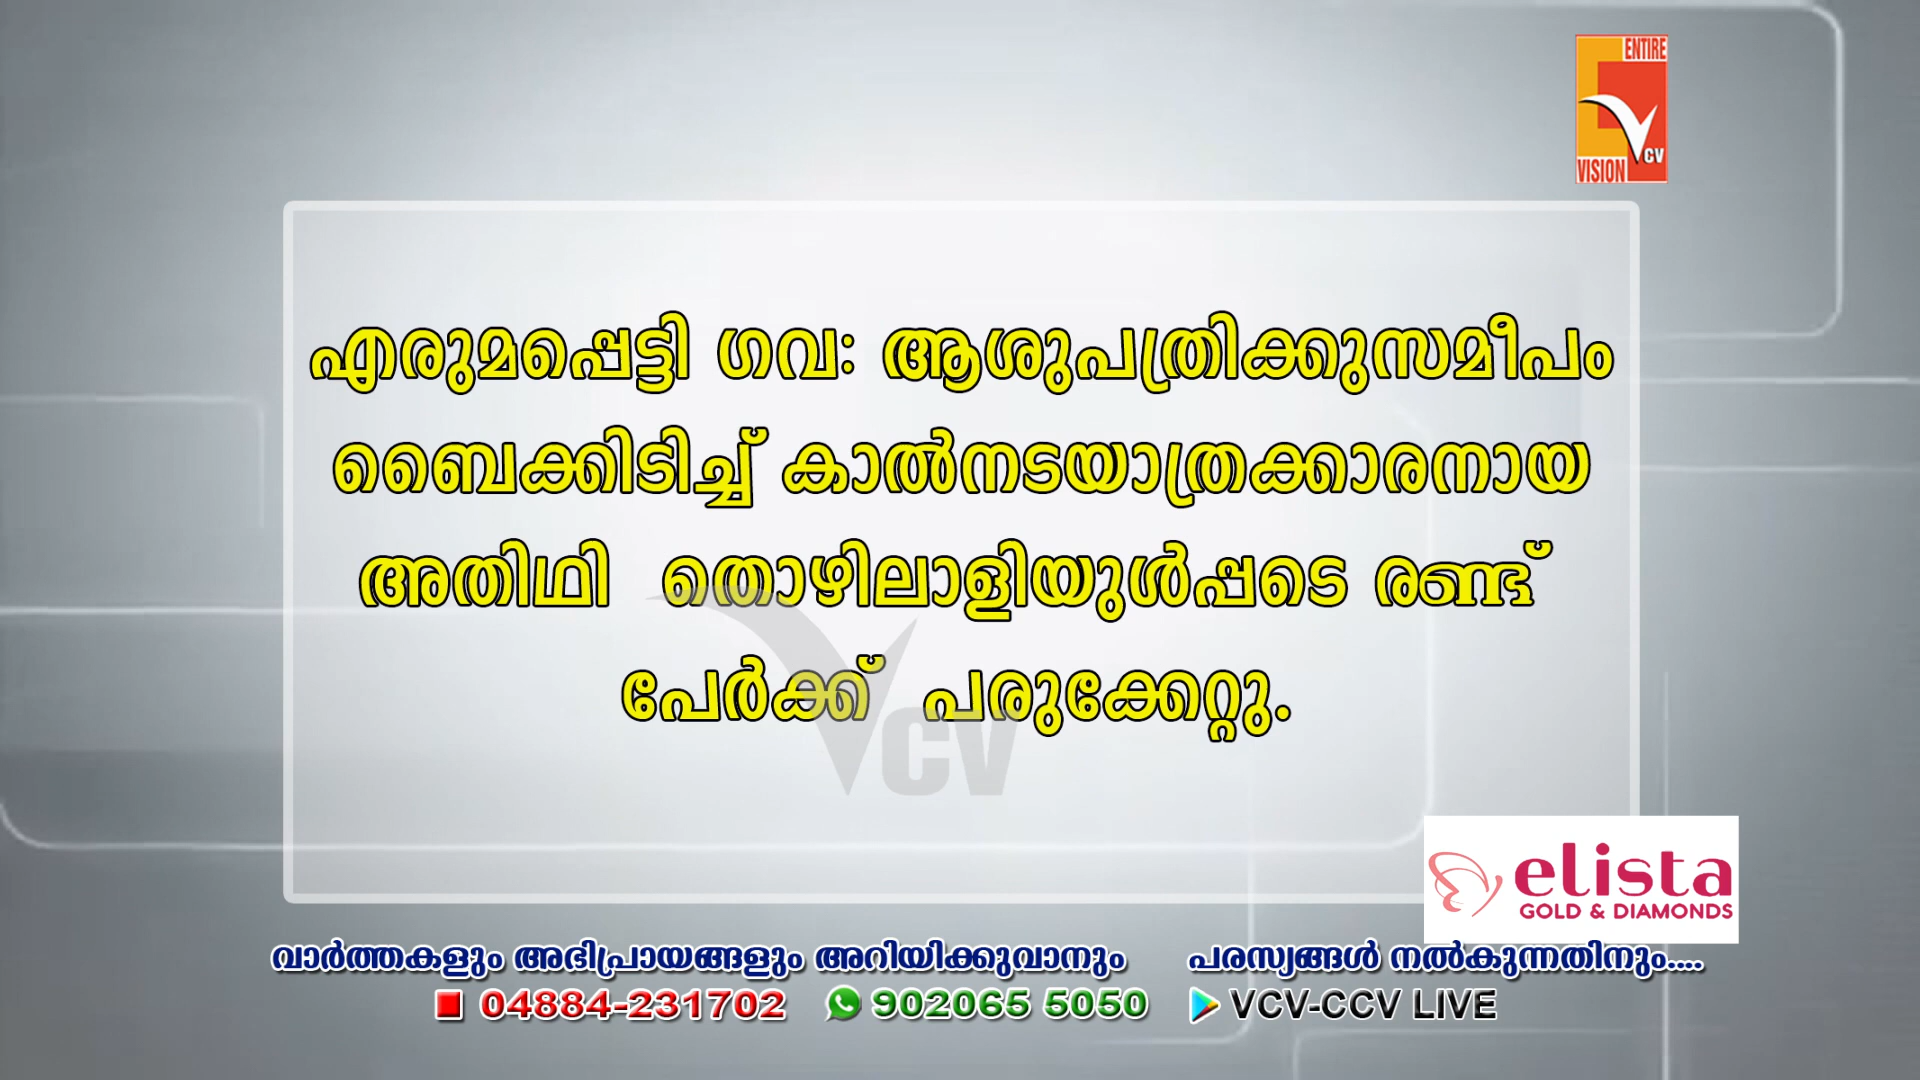 ENTIRE
CV
VISION
എരുമപ്പെട്ടി ഗവ: ആശുപത്രിക്കുസമീപം
ബൈക്കിടിച്ച് കാൽനടയാത്രക്കാരനായ
അതിഥി തൊഴിലാളിയുൾപ്പടെ രണ്ട്
പേർക്ക് പരുക്കേറ്റു.
VCV
elista
GOLD & DIAMONDS
വാർത്തകളും അഭിപ്രായങ്ങളും അറിയിക്കുവാനും പരസ്യങ്ങൾ നൽകുന്നതിനും....
04884-231702 902065 5050 VCV-CCV LIVE